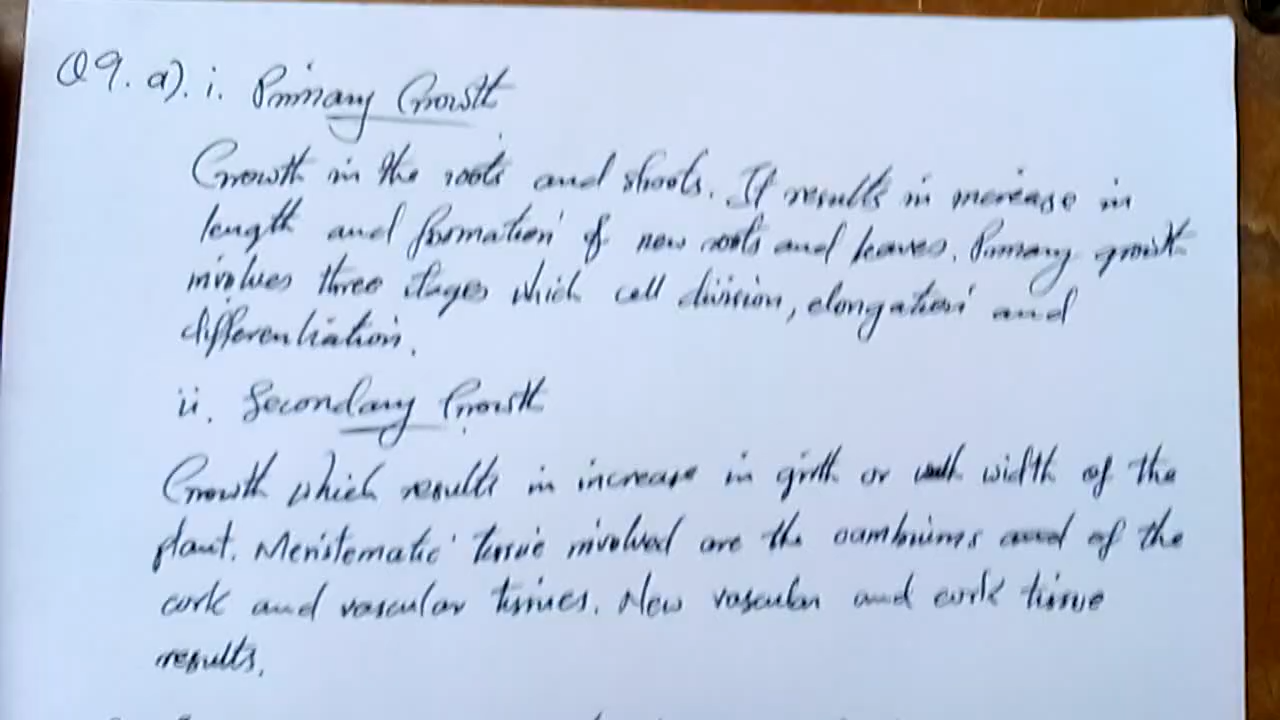 Q9. a). i. Primary Growth
Growth in the roots and shoots. It results in increase in
length and formation of new roots and leaves. Primary growth
involves three stages which cell division, elongation and
differentiation.
ii. Secondary Growth
Growth which results in increase in girth or width of the
plant. Meristematic tissue involved are the cambiums and of the
cork and vascular tissues. New vascular and cork tissue
results.